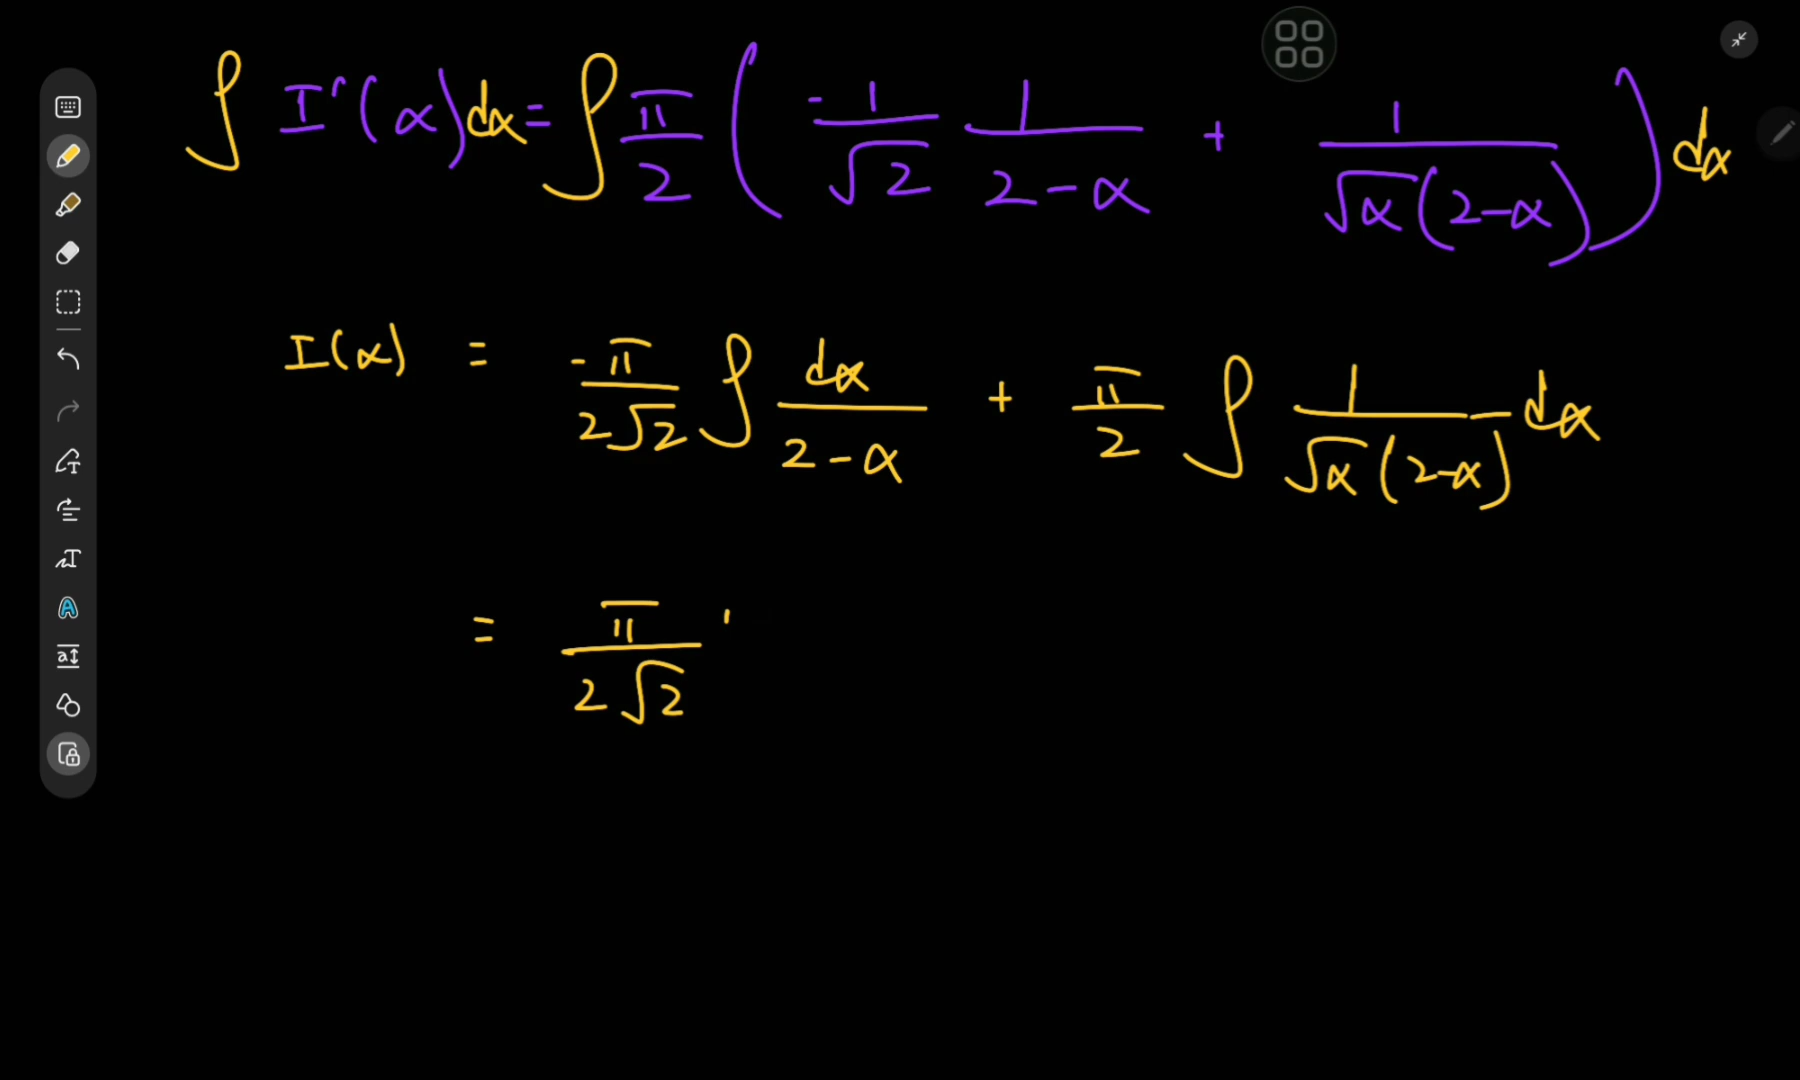 ∫ I'(α) dα = ∫ π/2 ( -1/√2 1/(2-α) + 1/(√α(2-α)) ) dα
I(α) = -π/(2√2) ∫ dα/(2-α) + π/2 ∫ 1/(√α(2-α)) dα
= π/(2√2)